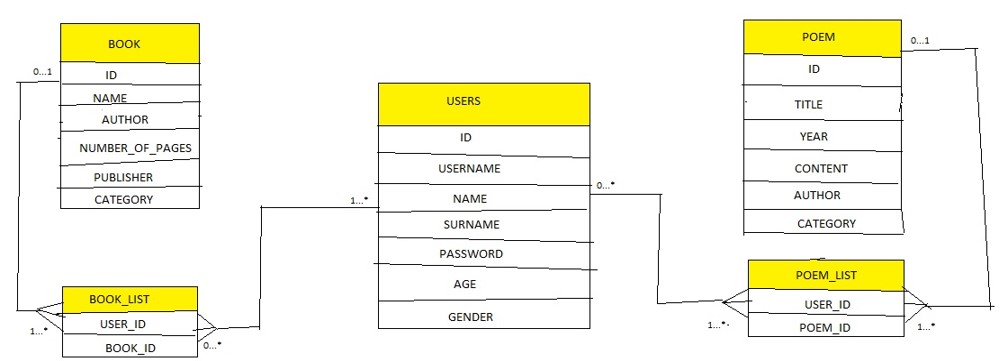 BOOK
0...1
ID
NAME
AUTHOR
NUMBER_OF_PAGES
PUBLISHER
CATEGORY
BOOK_LIST
USER_ID
BOOK_ID
1...*
0...*
USERS
ID
USERNAME
NAME
SURNAME
PASSWORD
AGE
GENDER
1...*
0...*
POEM
0...1
ID
TITLE
YEAR
CONTENT
AUTHOR
CATEGORY
POEM_LIST
USER_ID
POEM_ID
1...*
1...*